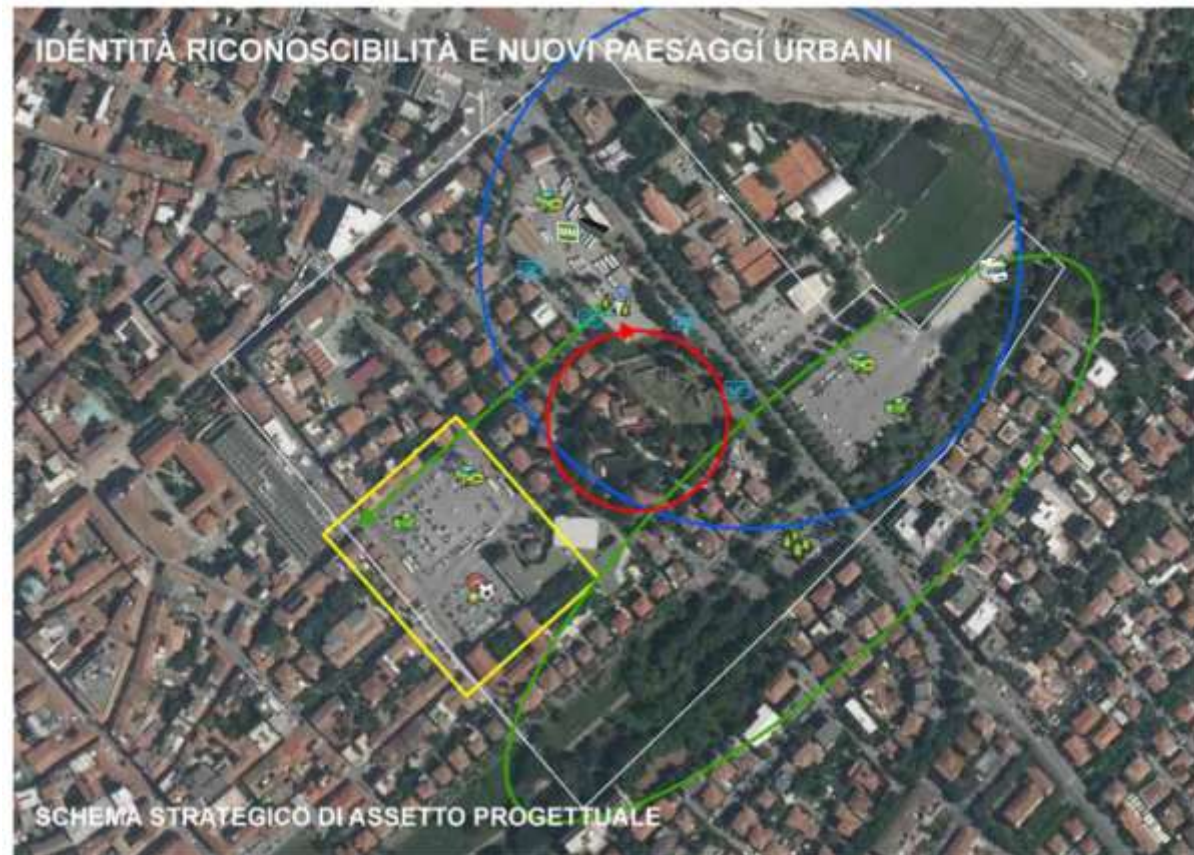 IDENTITÀ RICONOSCIBILITÀ E NUOVI PAESAGGI URBANI
SCHEMA STRATEGICO DI ASSETTO PROGETTUALE